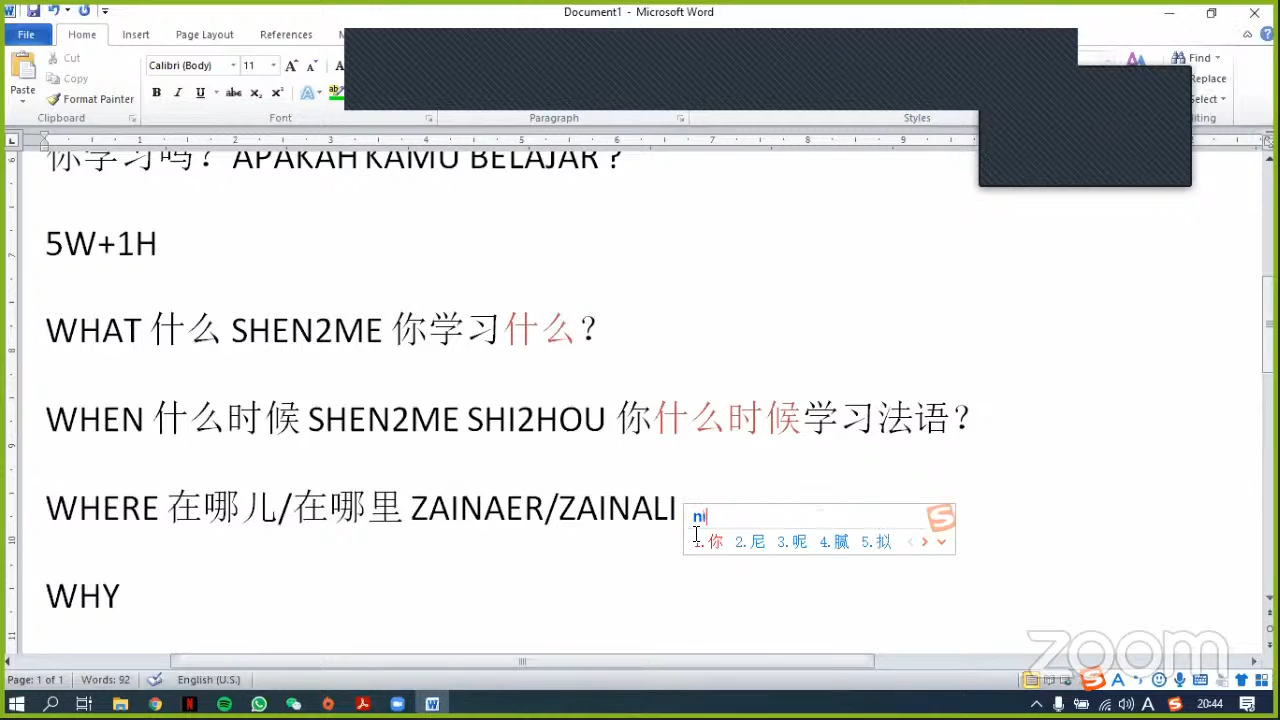 Document1 - Microsoft Word
File Home Insert Page Layout References
Cut
Copy
Format Painter
Paste
Calibri (Body) 11
Find
Replace
Select
Clipboard Font Paragraph Styles
你学习吗？APAKAH KAMU BELAJAR ?
5W+1H
WHAT 什么 SHEN2ME 你学习什么？
WHEN 什么时候 SHEN2ME SHI2HOU 你什么时候学习法语？
WHERE 在哪儿/在哪里 ZAINAER/ZAINALI
ni
1.你 2.尼 3.呢 4.腻 5.拟
WHY
zoom
Page: 1 of 1 Words: 92 English (U.S.)
20:44